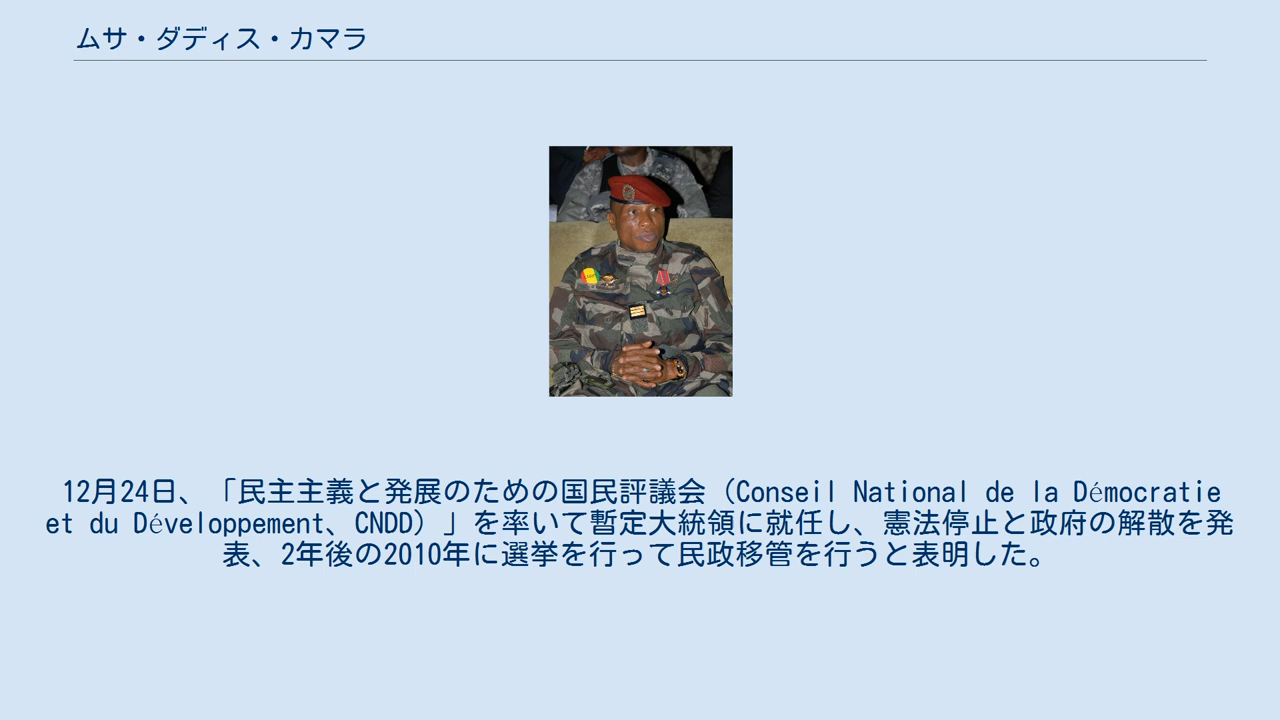 ムサ・ダディス・カマラ
12月24日、「民主主義と発展のための国民評議会（Conseil National de la Démocratie
et du Développement、CNDD）」を率いて暫定大統領に就任し、憲法停止と政府の解散を発
表、2年後の2010年に選挙を行って民政移管を行うと表明した。